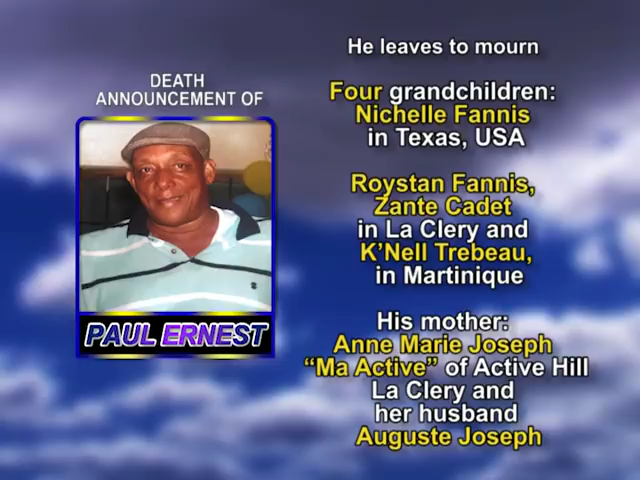 DEATH
ANNOUNCEMENT OF
PAUL ERNEST
He leaves to mourn
Four grandchildren:
Nichelle Fannis
in Texas, USA
Roystan Fannis,
Zante Cadet
in La Clery and
K'Nell Trebeau,
in Martinique
His mother:
Anne Marie Joseph
“Ma Active” of Active Hill
La Clery and
her husband
Auguste Joseph